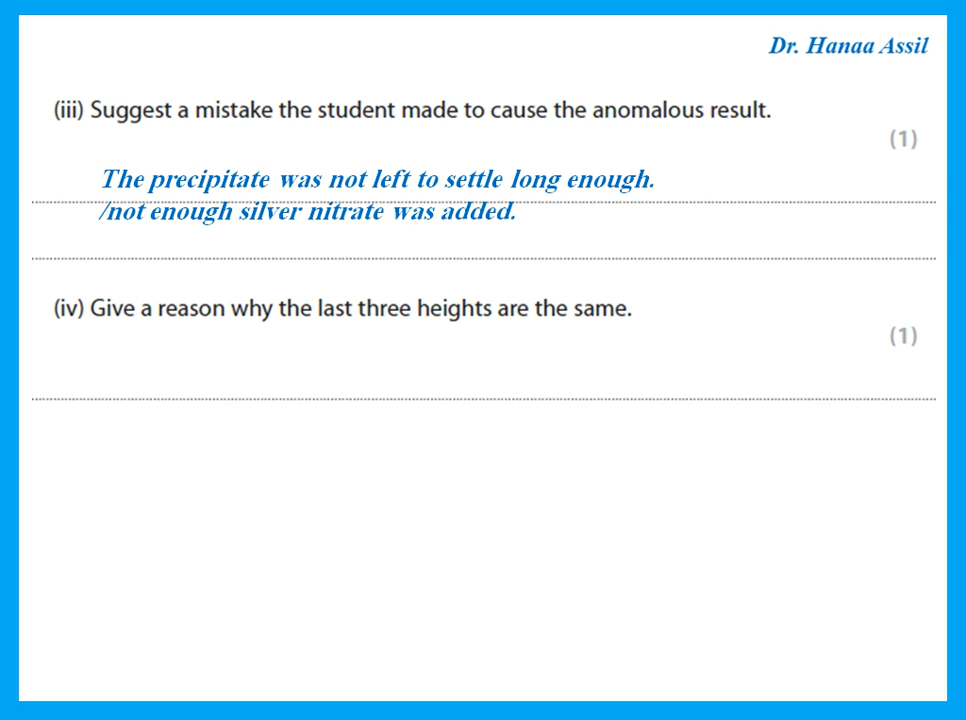 Dr. Hanaa Assil
(iii) Suggest a mistake the student made to cause the anomalous result.
(1)
The precipitate was not left to settle long enough.
/not enough silver nitrate was added.
(iv) Give a reason why the last three heights are the same.
(1)